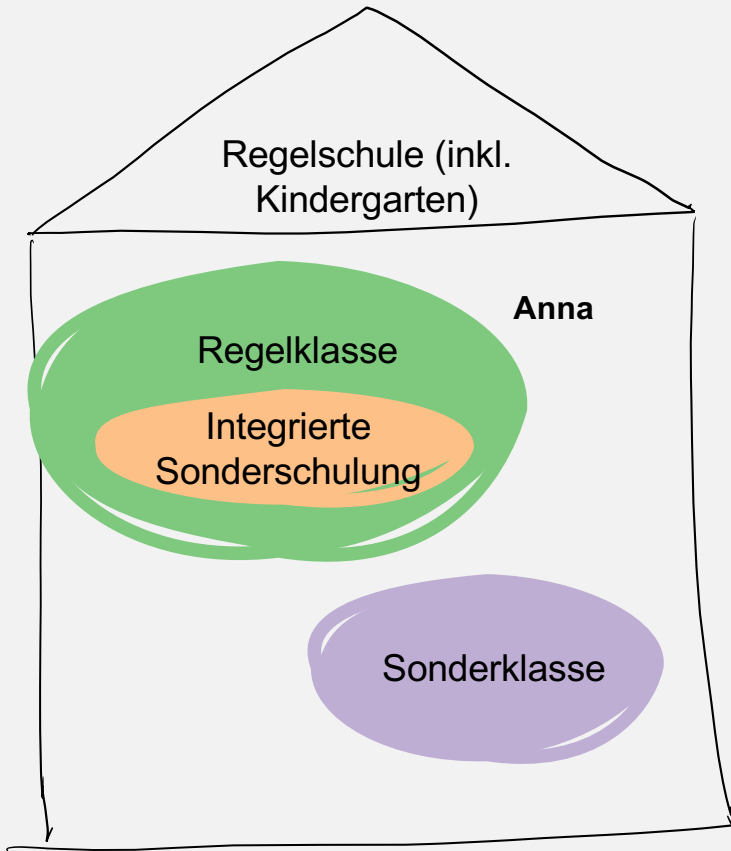 Regelschule (inkl.
Kindergarten)
Anna
Regelklasse
Integrierte
Sonderschulung
Sonderklasse